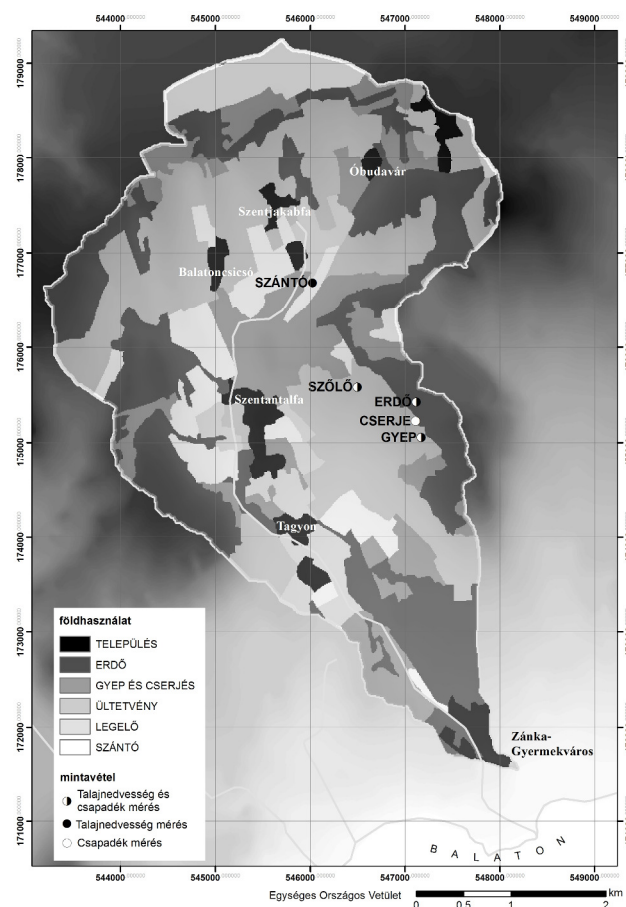 544000 545000 546000 547000 548000 549000
179000
178000
177000
176000
175000
174000
173000
172000
171000
Óbudavár
Szentjakabfa
Balatoncsicsó
SZÁNTÓ
SZŐLŐ
ERDŐ
CSERJE
GYEP
Szentantalfa
Tagyon
Zánka-
Gyermekváros
BALATON
földhasználat
TELEPÜLÉS
ERDŐ
GYEP ÉS CSERJÉS
ÜLTETVÉNY
LEGELŐ
SZÁNTÓ
mintavétel
Talajnedvesség és
csapadék mérés
Talajnedvesség mérés
Csapadék mérés
544000 545000 546000 547000 548000 549000
Egységes Országos Vetület
km
0 0.5 1 2